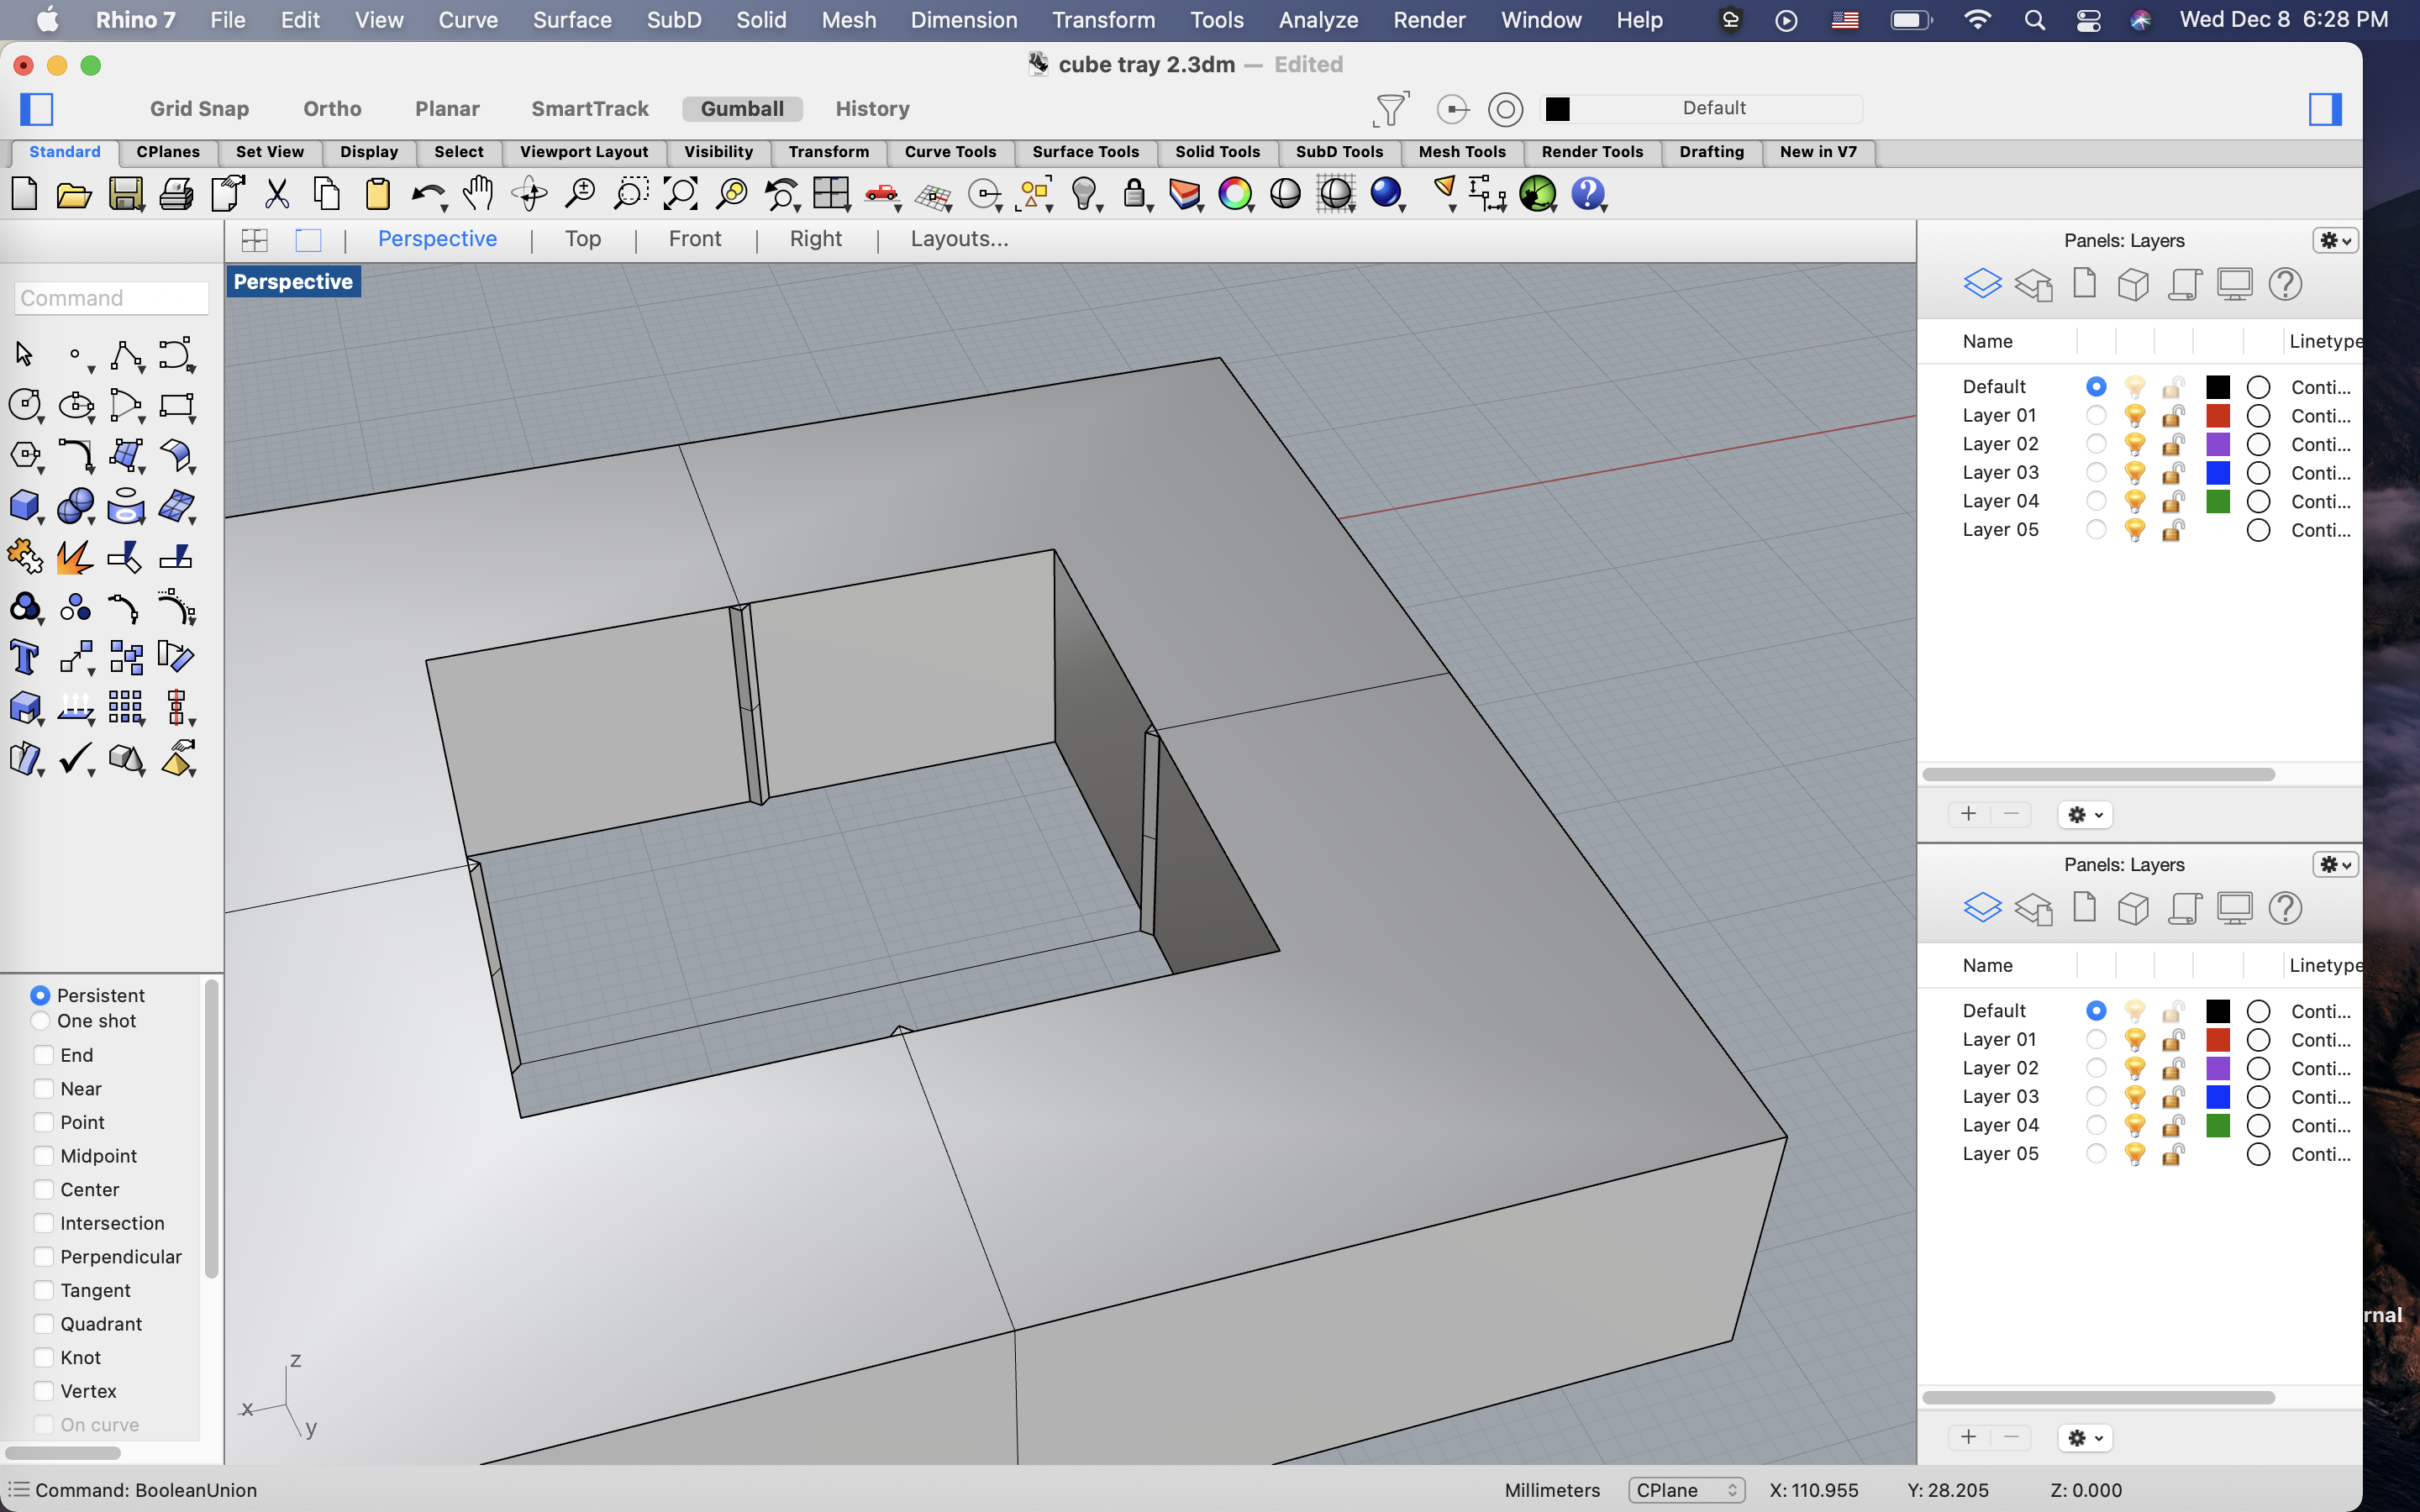 Rhino 7 File Edit View Curve Surface SubD Solid Mesh Dimension Transform Tools Analyze Render Window Help Wed Dec 8 6:28 PM
cube tray 2.3dm — Edited
Grid Snap Ortho Planar SmartTrack Gumball History Default
Standard CPlanes Set View Display Select Viewport Layout Visibility Transform Curve Tools Surface Tools Solid Tools SubD Tools Mesh Tools Render Tools Drafting New in V7
Perspective | Top | Front | Right | Layouts...
Perspective
Command
Persistent
One shot
End
Near
Point
Midpoint
Center
Intersection
Perpendicular
Tangent
Quadrant
Knot
Vertex
On curve
z
x
y
Panels: Layers
Name Linetype
Default Conti...
Layer 01 Conti...
Layer 02 Conti...
Layer 03 Conti...
Layer 04 Conti...
Layer 05 Conti...
Panels: Layers
Name Linetype
Default Conti...
Layer 01 Conti...
Layer 02 Conti...
Layer 03 Conti...
Layer 04 Conti...
Layer 05 Conti...
rnal
Command: BooleanUnion Millimeters CPlane X: 110.955 Y: 28.205 Z: 0.000